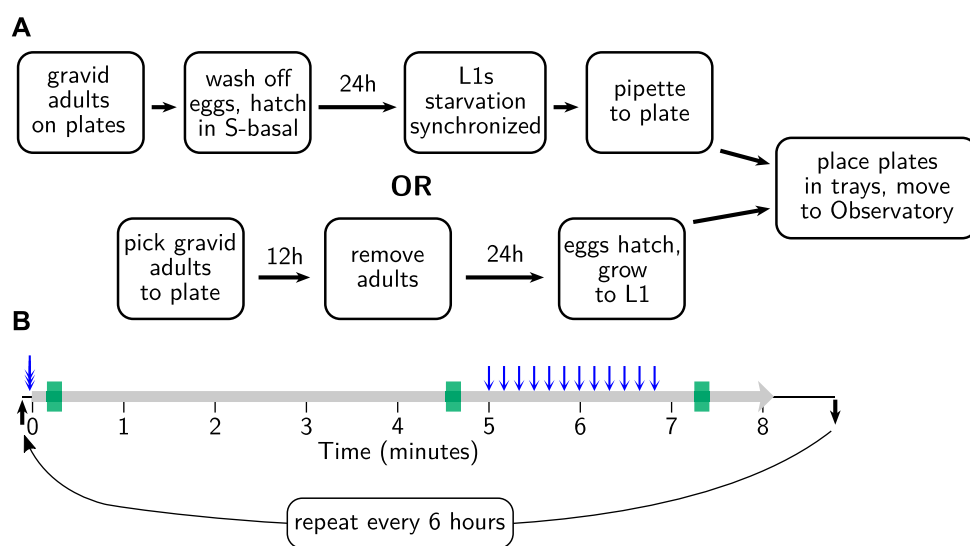 A
gravid
adults
on plates
wash off
eggs, hatch
in S-basal
24h
L1s
starvation
synchronized
pipette
to plate
place plates
in trays, move
to Observatory
OR
pick gravid
adults
to plate
12h
remove
adults
24h
eggs hatch,
grow
to L1
B
0 1 2 3 4 5 6 7 8
Time (minutes)
repeat every 6 hours